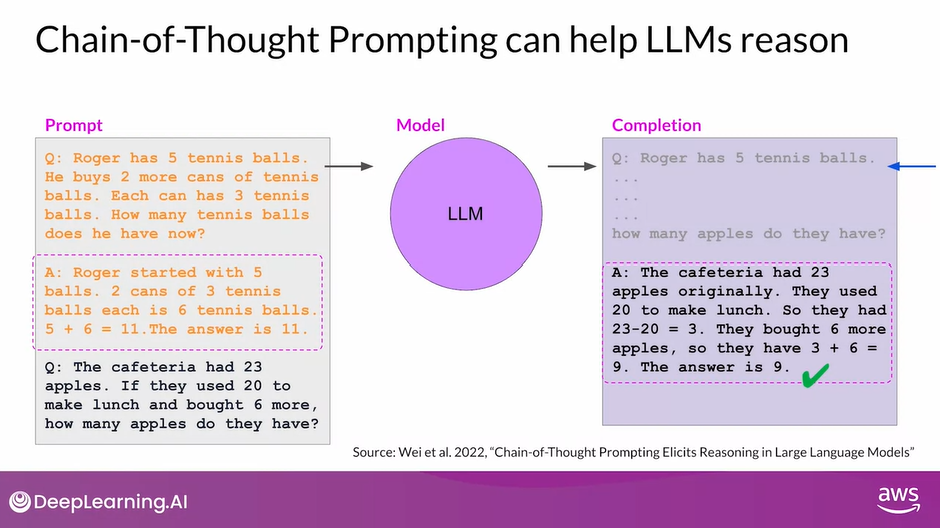 Chain-of-Thought Prompting can help LLMs reason
Prompt
Q: Roger has 5 tennis balls.
He buys 2 more cans of tennis
balls. Each can has 3 tennis
balls. How many tennis balls
does he have now?
A: Roger started with 5
balls. 2 cans of 3 tennis
balls each is 6 tennis balls.
5 + 6 = 11.The answer is 11.
Q: The cafeteria had 23
apples. If they used 20 to
make lunch and bought 6 more,
how many apples do they have?
Model
LLM
Completion
Q: Roger has 5 tennis balls.
...
...
...
how many apples do they have?
A: The cafeteria had 23
apples originally. They used
20 to make lunch. So they had
23-20 = 3. They bought 6 more
apples, so they have 3 + 6 =
9. The answer is 9.
Source: Wei et al. 2022, “Chain-of-Thought Prompting Elicits Reasoning in Large Language Models”
DeepLearning.AI
aws